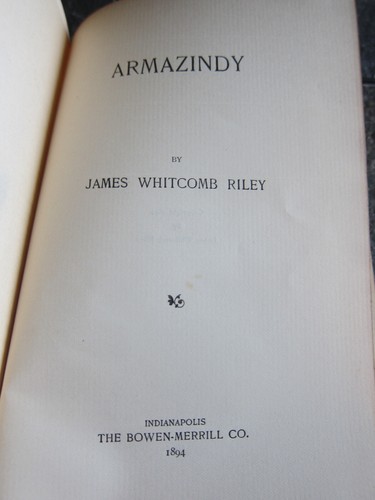 ARMAZINDY
BY
JAMES WHITCOMB RILEY
INDIANAPOLIS
THE BOWEN-MERRILL CO.
1894